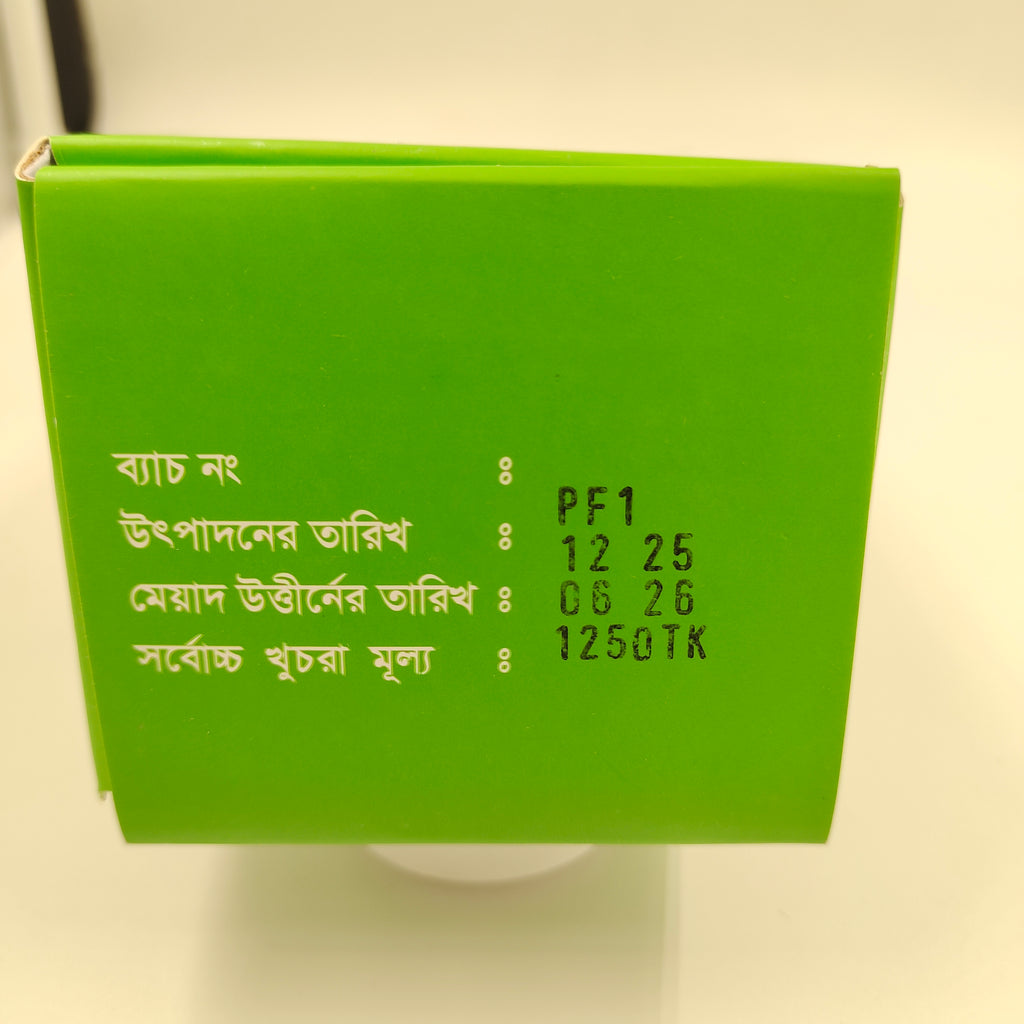 ব্যাচ নং : PF1
উৎপাদনের তারিখ : 12 25
মেয়াদ উত্তীর্নের তারিখ : 06 26
সর্বোচ্চ খুচরা মূল্য : 1250TK